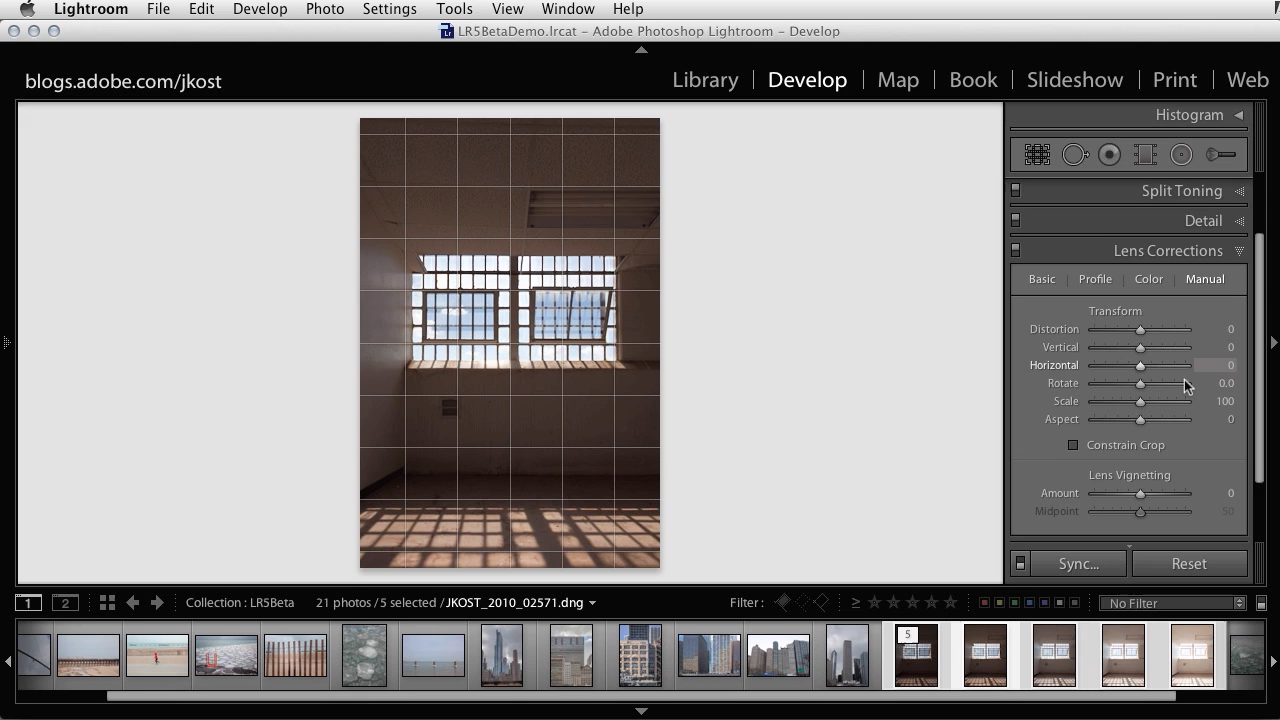 Lightroom File Edit Develop Photo Settings Tools View Window Help
LR5BetaDemo.lrcat – Adobe Photoshop Lightroom – Develop
blogs.adobe.com/jkost
Library | Develop | Map | Book | Slideshow | Print | Web
Histogram
Split Toning
Detail
Lens Corrections
Basic | Profile | Color | Manual
Transform
Distortion 0
Vertical 0
Horizontal 0
Rotate 0.0
Scale 100
Aspect 0
Constrain Crop
Lens Vignetting
Amount 0
Midpoint 50
Sync... Reset
1 2 Collection : LR5Beta 21 photos / 5 selected / JKOST_2010_02571.dng Filter : ≥ No Filter
5